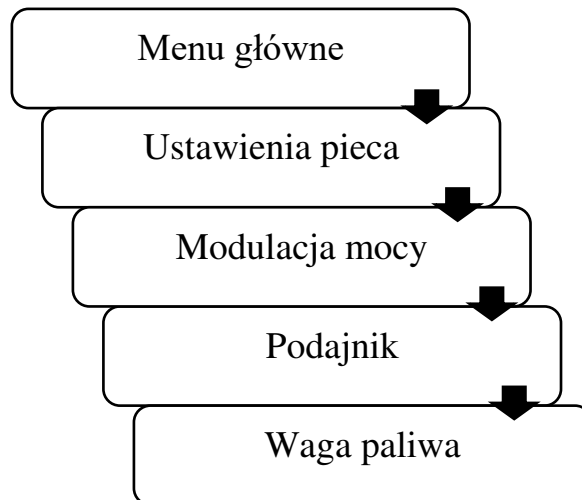 Menu główne
Ustawienia pieca
Modulacja mocy
Podajnik
Waga paliwa